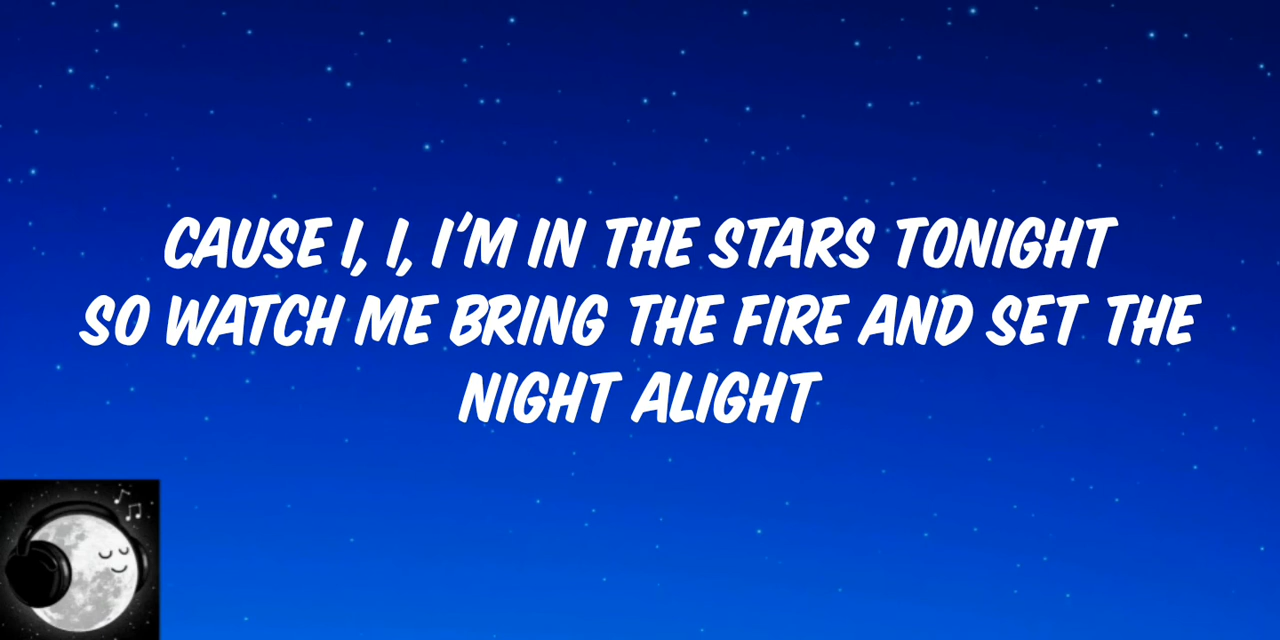 CAUSE I, I, I'M IN THE STARS TONIGHT
SO WATCH ME BRING THE FIRE AND SET THE
NIGHT ALIGHT